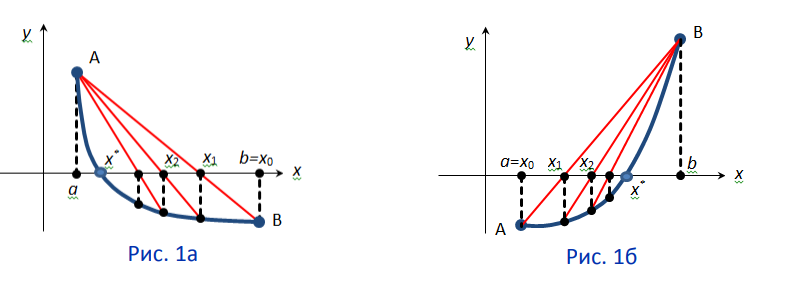 y
A
x*
x₂
x₁
b=x₀
x
a
B
Рис. 1а
y
B
a=x₀
x₁
x₂
b
x
x*
A
Рис. 1б